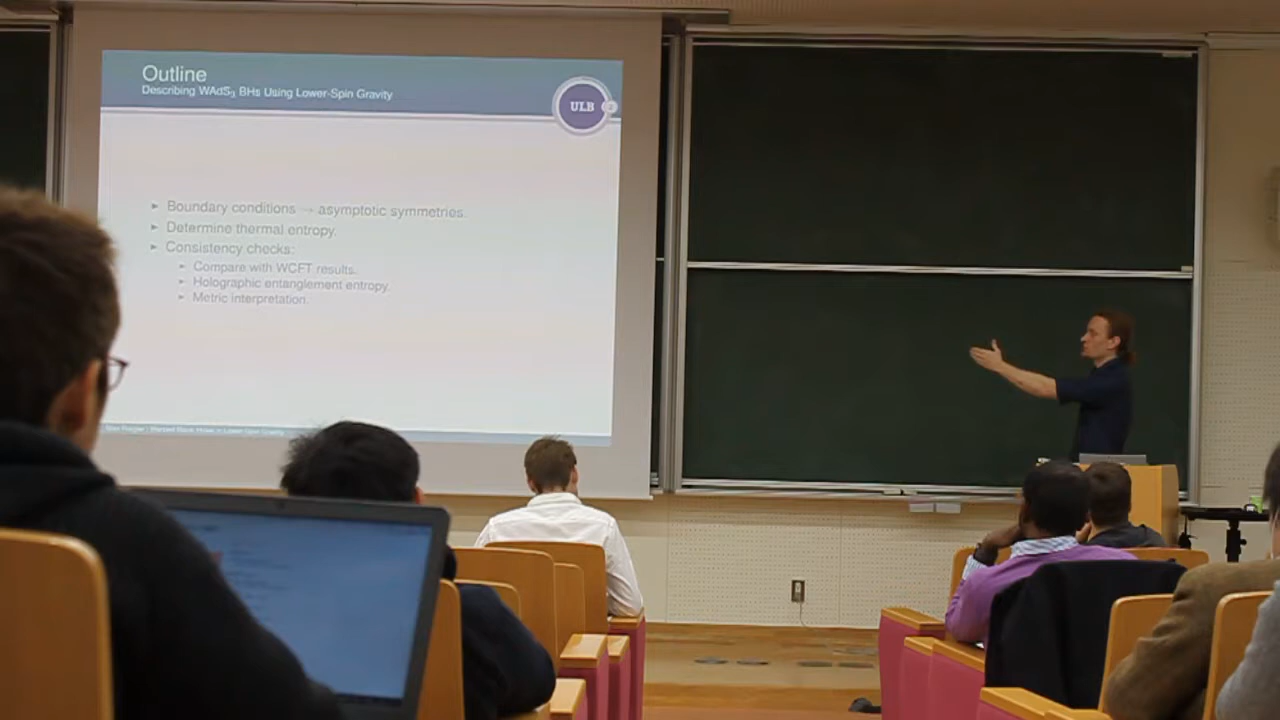 Outline
Describing WAdS₃ BHs Using Lower-Spin Gravity
ULB
Boundary conditions → asymptotic symmetries.
Determine thermal entropy.
Consistency checks:
Compare with WCFT results.
Holographic entanglement entropy.
Metric interpretation.